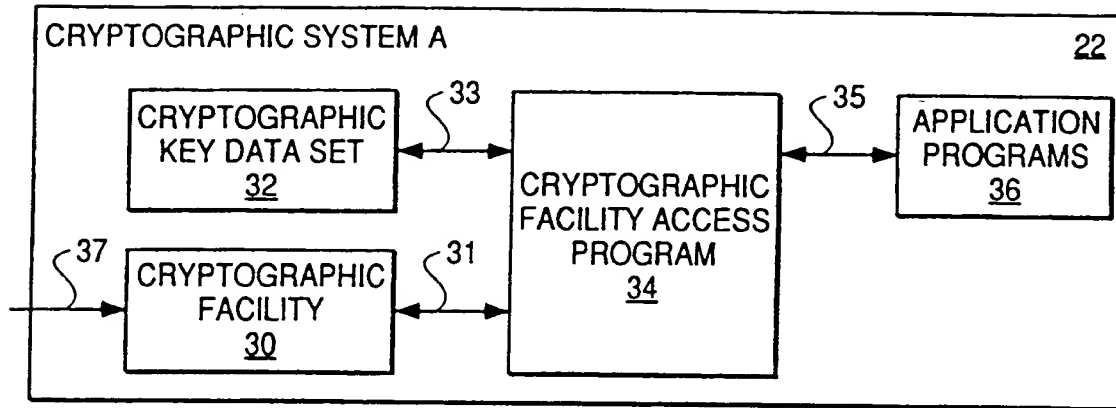 CRYPTOGRAPHIC SYSTEM A
22
33
35
CRYPTOGRAPHIC
KEY DATA SET
32
APPLICATION
PROGRAMS
36
CRYPTOGRAPHIC
FACILITY ACCESS
PROGRAM
34
37
31
CRYPTOGRAPHIC
FACILITY
30